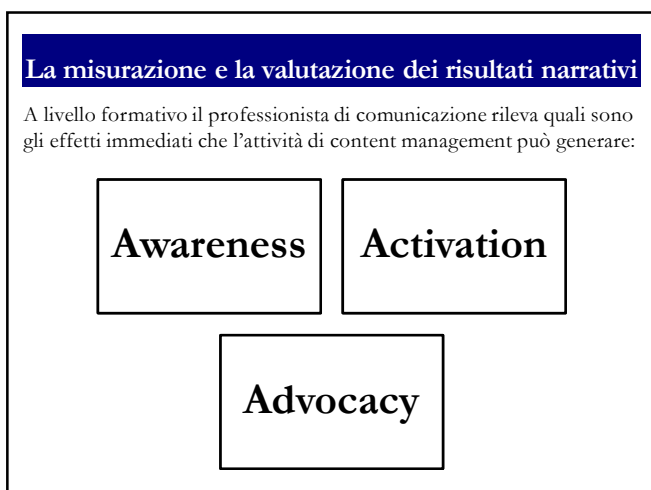 La misurazione e la valutazione dei risultati narrativi
A livello formativo il professionista di comunicazione rileva quali sono
gli effetti immediati che l’attività di content management può generare:
Awareness
Activation
Advocacy